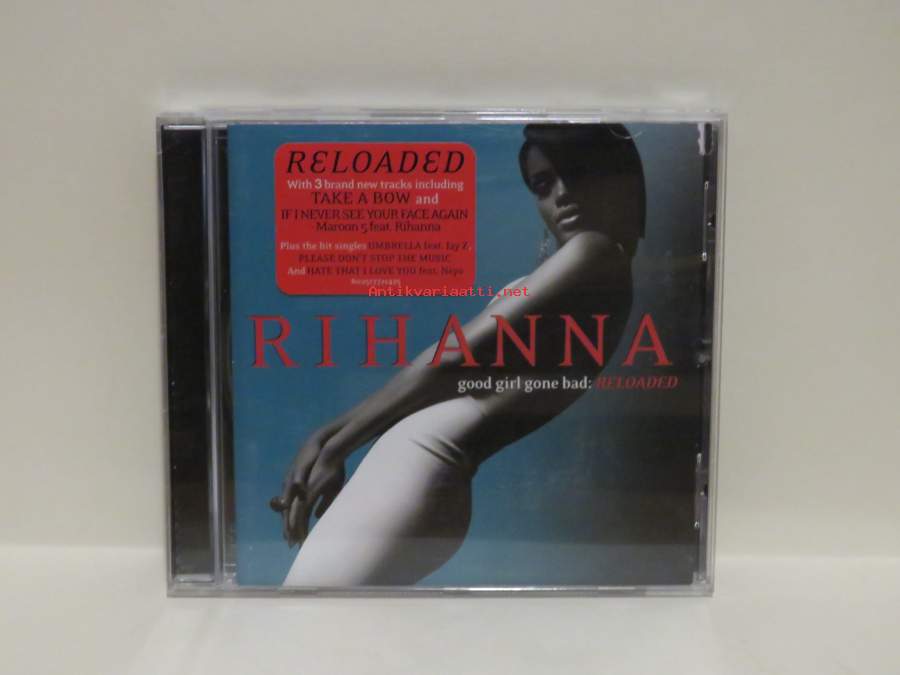 RELOADED
With 3 brand new tracks including
TAKE A BOW and
IF I NEVER SEE YOUR FACE AGAIN
- Maroon 5 feat. Rihanna
Plus the hit singles UMBRELLA feat. Jay Z,
PLEASE DON'T STOP THE MUSIC
And HATE THAT I LOVE YOU feat. Neyo
Antikvariaatti.net
RIHANNA
good girl gone bad: RELOADED